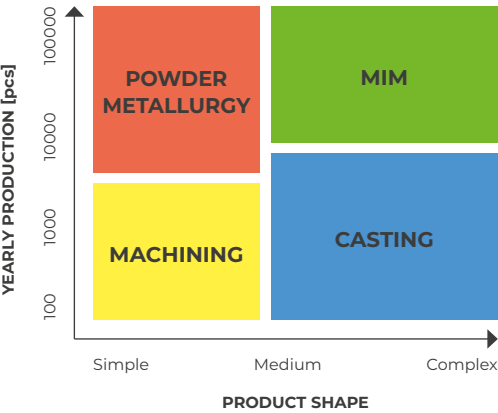 YEARLY PRODUCTION [pcs]
100000
10000
1000
100
POWDER
METALLURGY
MIM
MACHINING
CASTING
Simple
Medium
Complex
PRODUCT SHAPE